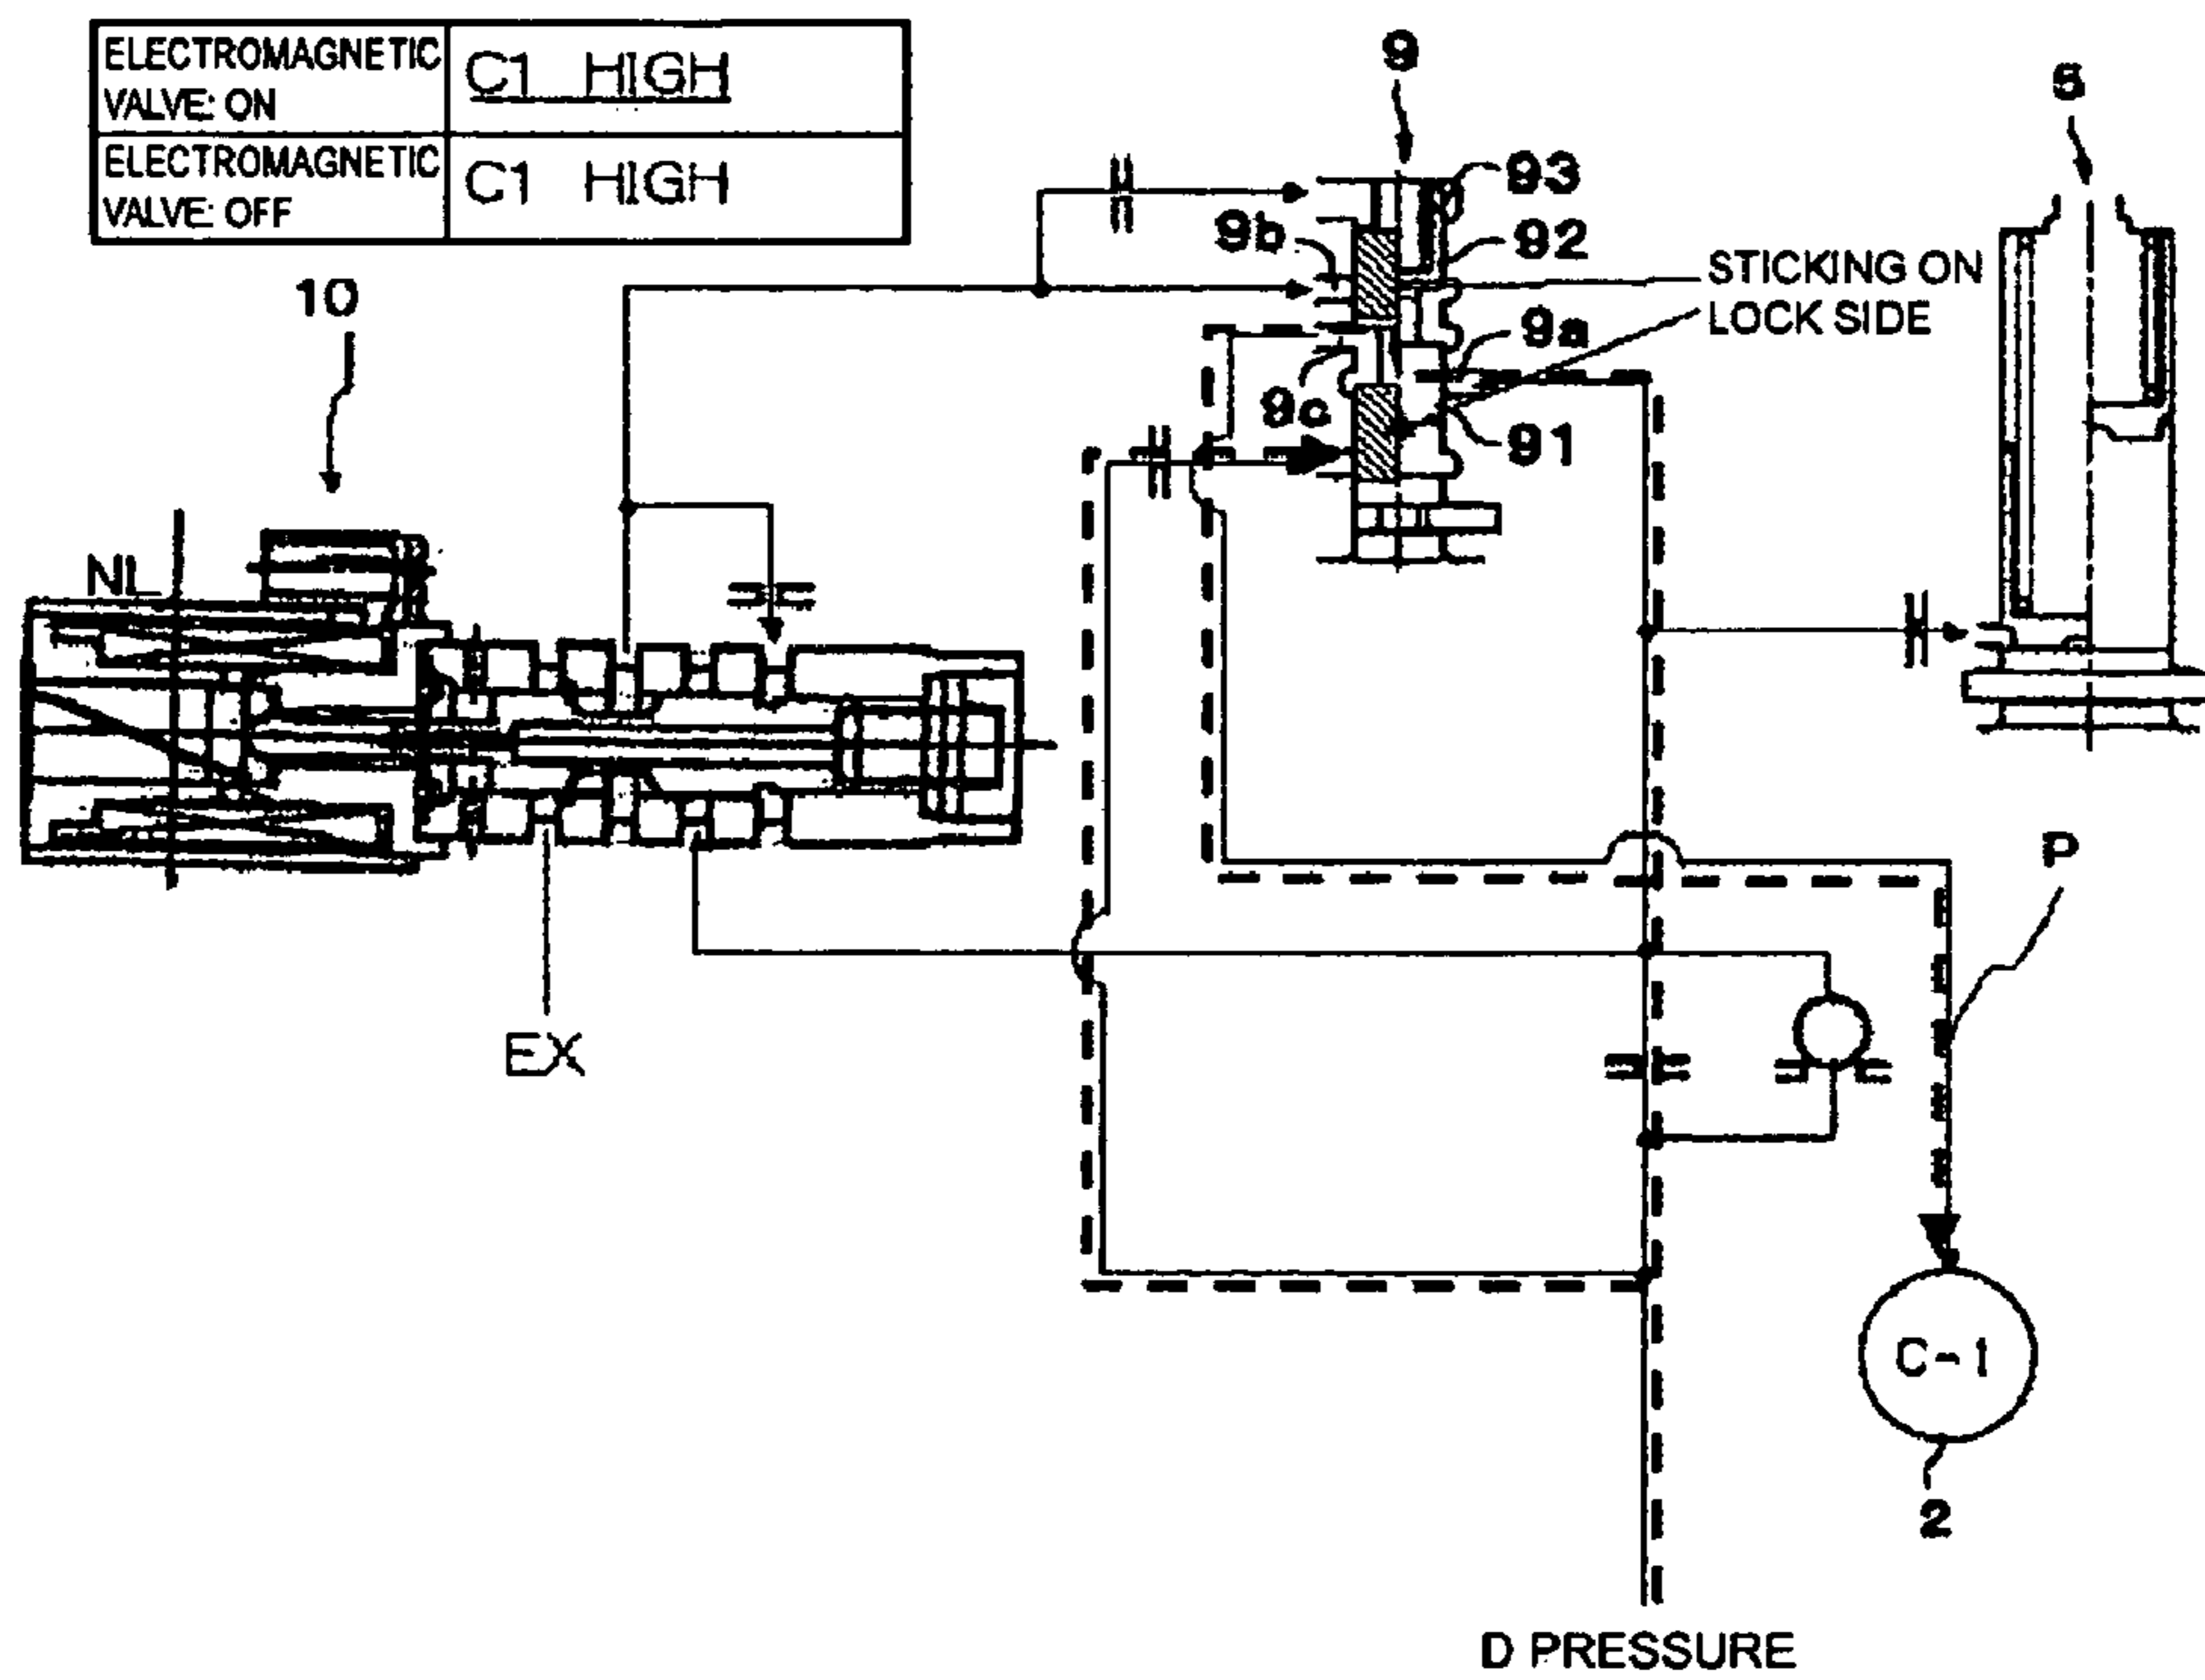 ELECTROMAGNETIC
VALVE: ON
C1 HIGH
ELECTROMAGNETIC
VALVE: OFF
C1 HIGH
9
5
93
9b
92
STICKING ON
LOCK SIDE
10
9a
9c
91
NL
P
EX
C-1
2
D PRESSURE